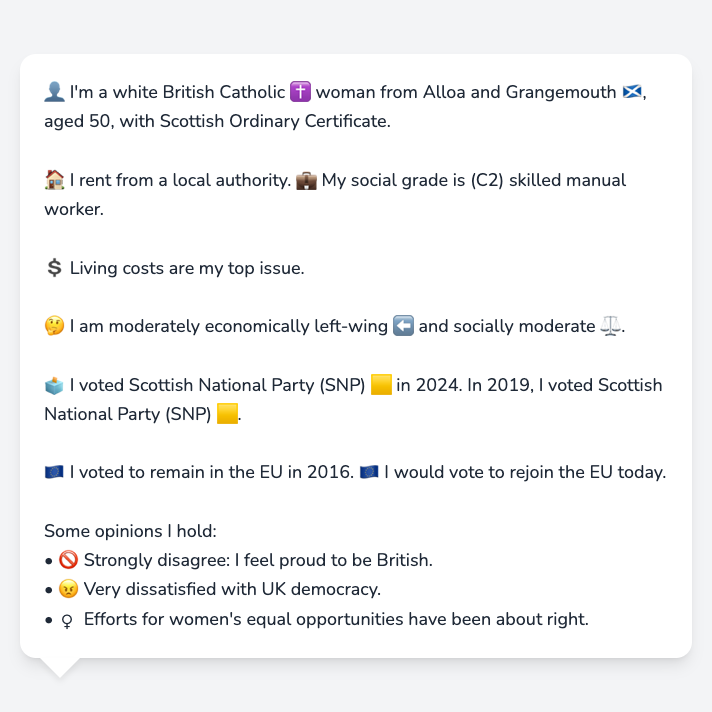 👤 I'm a white British Catholic ✝️ woman from Alloa and Grangemouth 🏴󠁧󠁢󠁳󠁣󠁴󠁿,
aged 50, with Scottish Ordinary Certificate.
🏠 I rent from a local authority. 💼 My social grade is (C2) skilled manual
worker.
💲 Living costs are my top issue.
🤔 I am moderately economically left-wing ⬅️ and socially moderate ⚖️.
🗳️ I voted Scottish National Party (SNP) 🟨 in 2024. In 2019, I voted Scottish
National Party (SNP) 🟨.
🇪🇺 I voted to remain in the EU in 2016. 🇪🇺 I would vote to rejoin the EU today.
Some opinions I hold:
• 🚫 Strongly disagree: I feel proud to be British.
• 😠 Very dissatisfied with UK democracy.
• ♀ Efforts for women's equal opportunities have been about right.